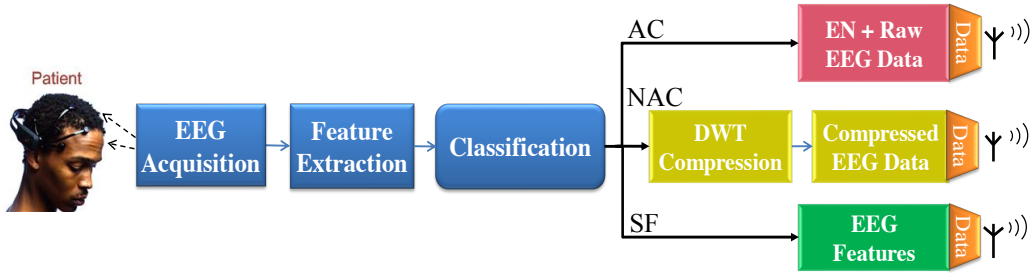 Patient
EEG
Acquisition
Feature
Extraction
Classification
AC
EN + Raw
EEG Data
Data
NAC
DWT
Compression
Compressed
EEG Data
Data
SF
EEG
Features
Data